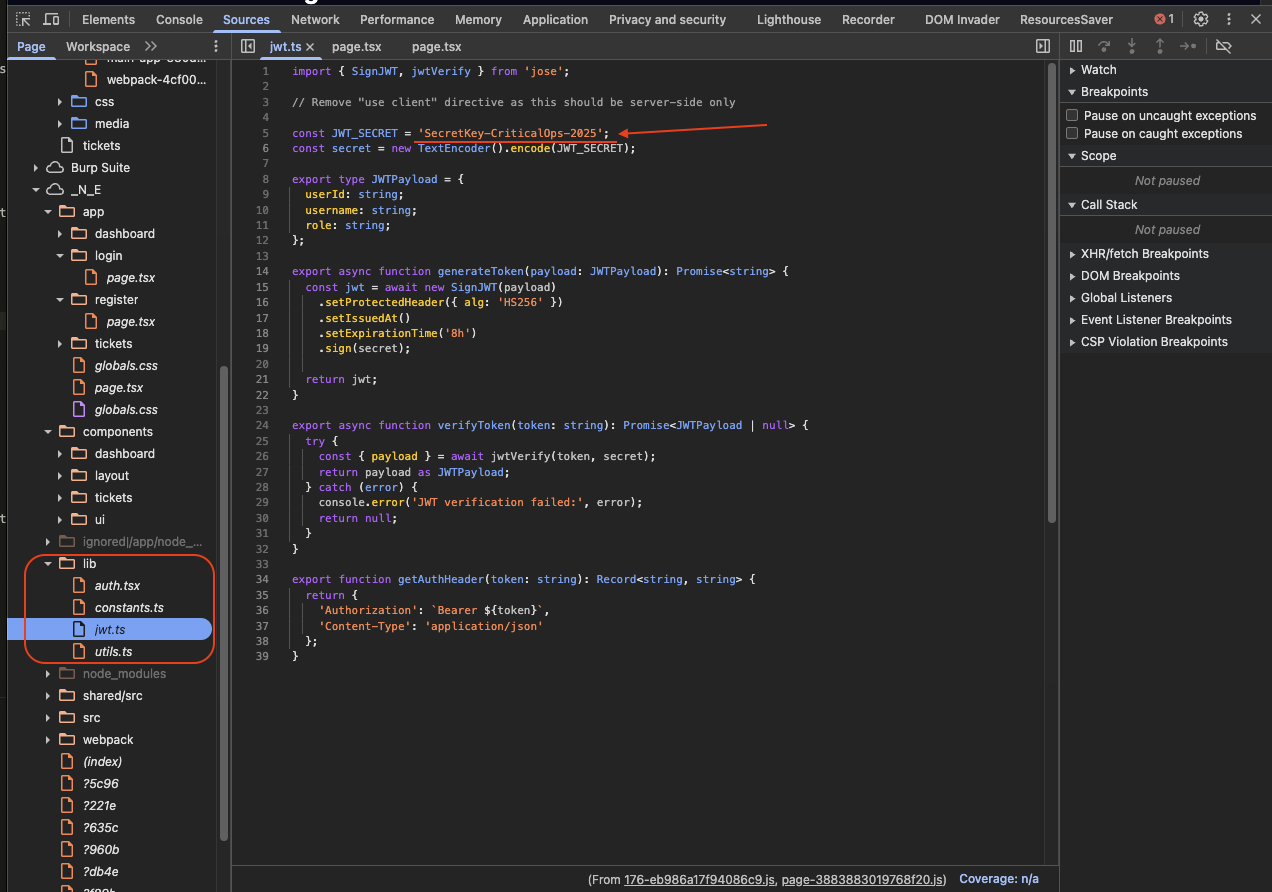 Elements Console Sources Network Performance Memory Application Privacy and security Lighthouse Recorder DOM Invader ResourcesSaver 1
Page Workspace
jwt.ts page.tsx page.tsx
webpack-4cf00...
css
media
tickets
Burp Suite
_N_E
app
dashboard
login
page.tsx
register
page.tsx
tickets
globals.css
page.tsx
globals.css
components
dashboard
layout
tickets
ui
ignored|/app/node_...
lib
auth.tsx
constants.ts
jwt.ts
utils.ts
node_modules
shared/src
src
webpack
(index)
?5c96
?221e
?635c
?960b
?db4e
1 import { SignJWT, jwtVerify } from 'jose';
2
3 // Remove "use client" directive as this should be server-side only
4
5 const JWT_SECRET = 'SecretKey-CriticalOps-2025';
6 const secret = new TextEncoder().encode(JWT_SECRET);
7
8 export type JWTPayload = {
9 userId: string;
10 username: string;
11 role: string;
12 };
13
14 export async function generateToken(payload: JWTPayload): Promise<string> {
15 const jwt = await new SignJWT(payload)
16 .setProtectedHeader({ alg: 'HS256' })
17 .setIssuedAt()
18 .setExpirationTime('8h')
19 .sign(secret);
20
21 return jwt;
22 }
23
24 export async function verifyToken(token: string): Promise<JWTPayload | null> {
25 try {
26 const { payload } = await jwtVerify(token, secret);
27 return payload as JWTPayload;
28 } catch (error) {
29 console.error('JWT verification failed:', error);
30 return null;
31 }
32 }
33
34 export function getAuthHeader(token: string): Record<string, string> {
35 return {
36 'Authorization': `Bearer ${token}`,
37 'Content-Type': 'application/json'
38 };
39 }
(From 176-eb986a17f94086c9.js, page-3883883019768f20.js) Coverage: n/a
Watch
Breakpoints
Pause on uncaught exceptions
Pause on caught exceptions
Scope
Not paused
Call Stack
Not paused
XHR/fetch Breakpoints
DOM Breakpoints
Global Listeners
Event Listener Breakpoints
CSP Violation Breakpoints